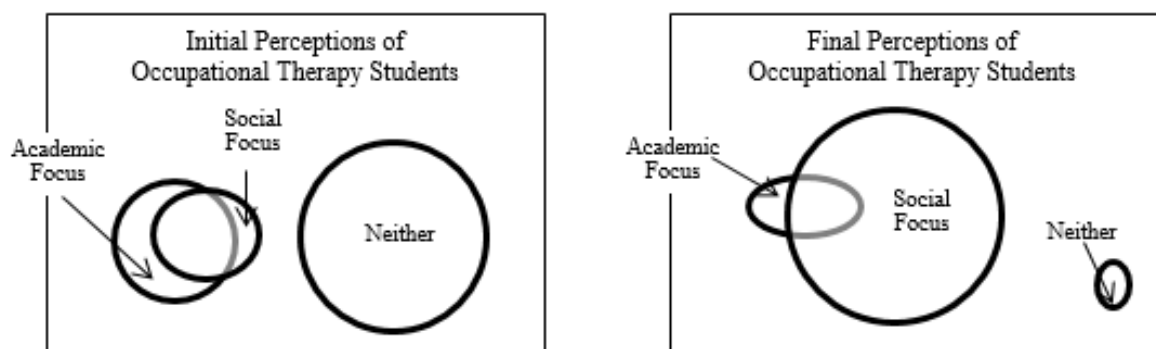 Initial Perceptions of
Occupational Therapy Students
Social
Focus
Academic
Focus
Neither
Final Perceptions of
Occupational Therapy Students
Academic
Focus
Social
Focus
Neither